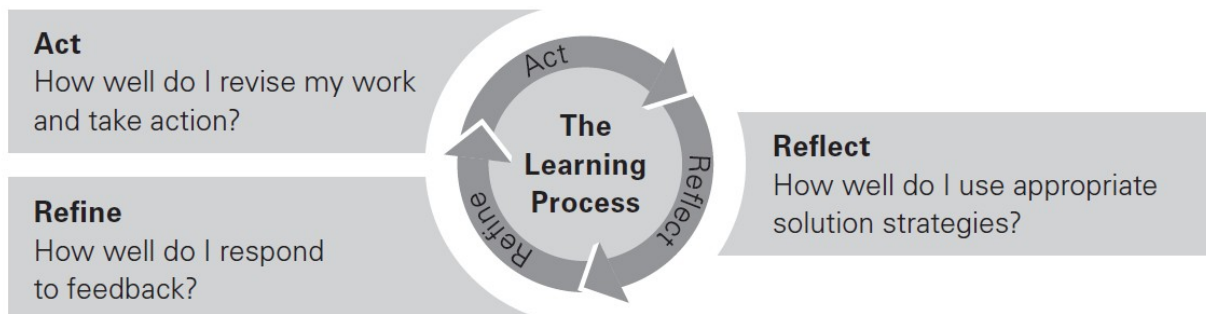 Act
How well do I revise my work
and take action?
Refine
How well do I respond
to feedback?
Act
Reflect
Refine
The
Learning
Process
Reflect
How well do I use appropriate
solution strategies?